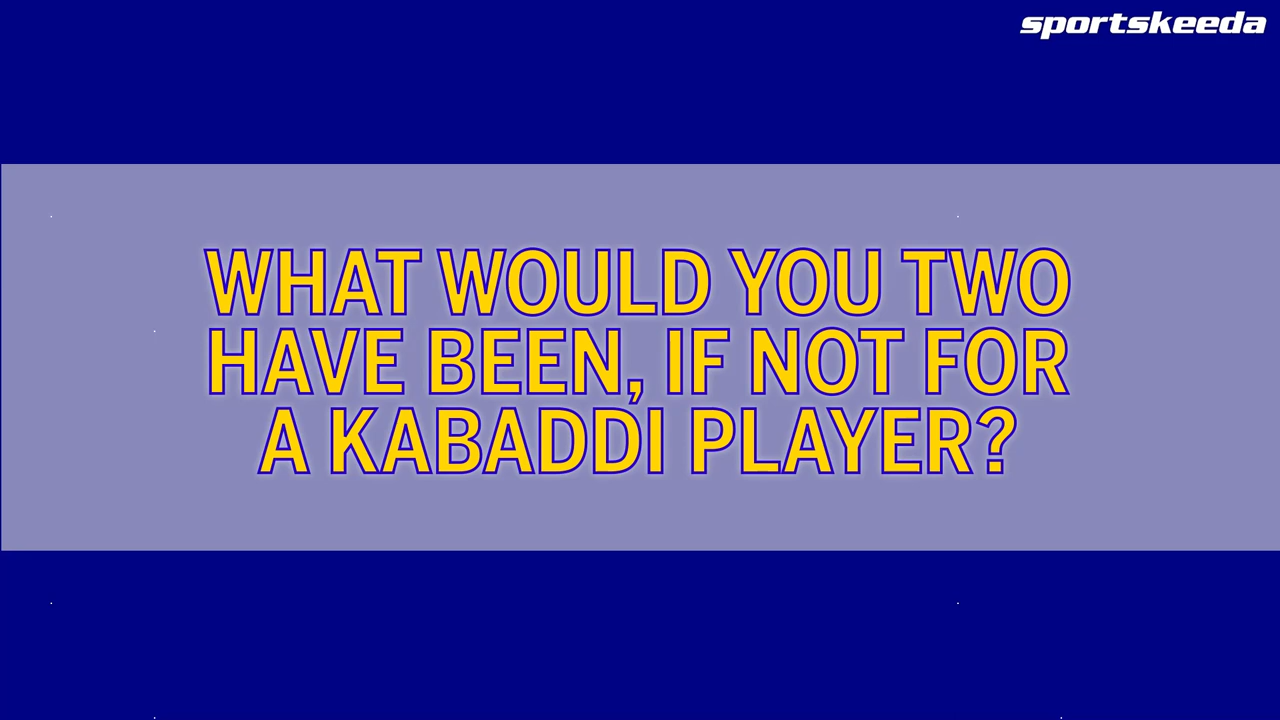 sportskeeda
WHAT WOULD YOU TWO
HAVE BEEN, IF NOT FOR
A KABADDI PLAYER?